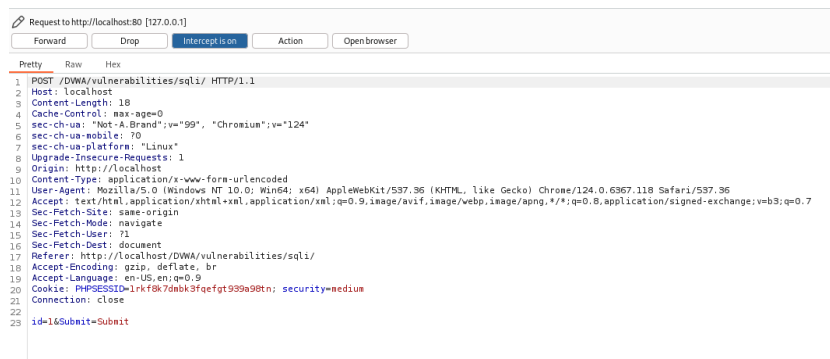 Request to http://localhost:80 [127.0.0.1]
Forward Drop Intercept is on Action Open browser
Pretty Raw Hex
1 POST /DVWA/vulnerabilities/sqli/ HTTP/1.1
2 Host: localhost
3 Content-Length: 18
4 Cache-Control: max-age=0
5 sec-ch-ua: "Not-A.Brand";v="99", "Chromium";v="124"
6 sec-ch-ua-mobile: ?0
7 sec-ch-ua-platform: "Linux"
8 Upgrade-Insecure-Requests: 1
9 Origin: http://localhost
10 Content-Type: application/x-www-form-urlencoded
11 User-Agent: Mozilla/5.0 (Windows NT 10.0; Win64; x64) AppleWebKit/537.36 (KHTML, like Gecko) Chrome/124.0.6367.118 Safari/537.36
12 Accept: text/html,application/xhtml+xml,application/xml;q=0.9,image/avif,image/webp,image/apng,*/*;q=0.8,application/signed-exchange;v=b3;q=0.7
13 Sec-Fetch-Site: same-origin
14 Sec-Fetch-Mode: navigate
15 Sec-Fetch-User: ?1
16 Sec-Fetch-Dest: document
17 Referer: http://localhost/DVWA/vulnerabilities/sqli/
18 Accept-Encoding: gzip, deflate, br
19 Accept-Language: en-US,en;q=0.9
20 Cookie: PHPSESSID=1rkf8k7dmbk3fqefgt939a98tn; security=medium
21 Connection: close
22
23 id=1&Submit=Submit